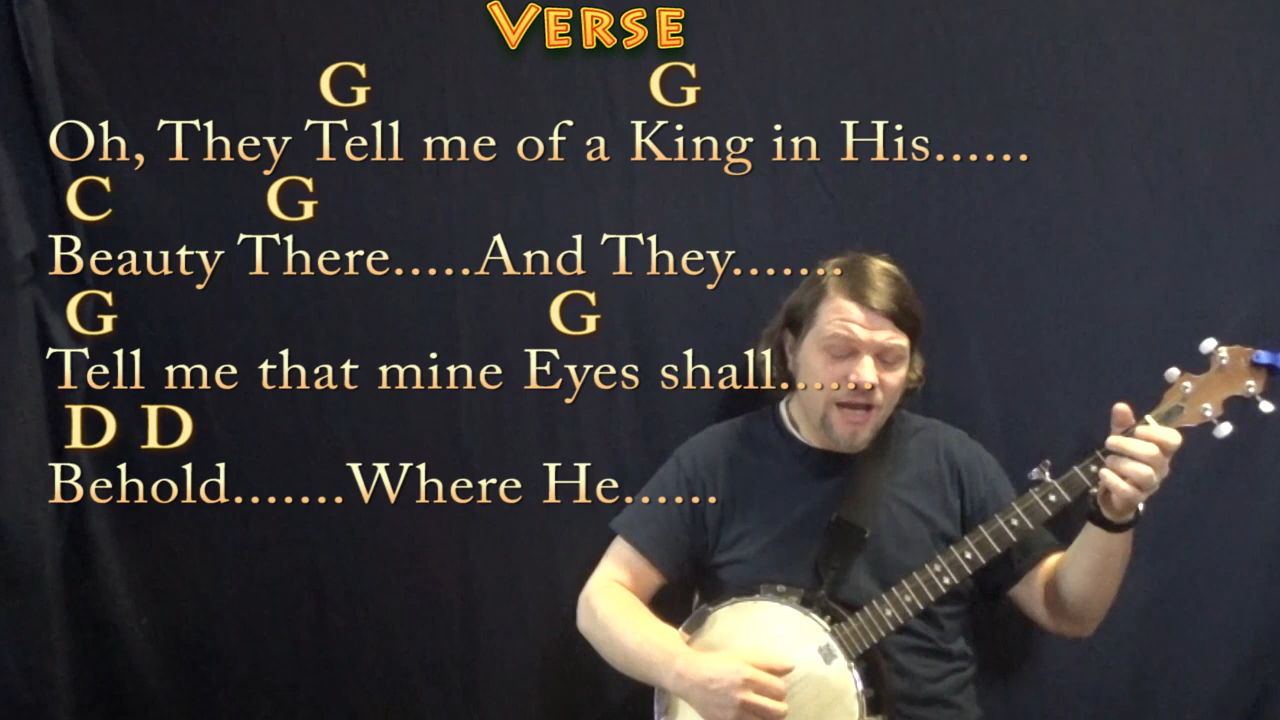 VERSE
G G
Oh, They Tell me of a King in His......
C G
Beauty There.....And They.......
G G
Tell me that mine Eyes shall......
D D
Behold.......Where He......